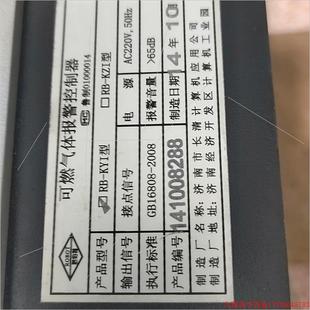 可燃气体报警控制器
MC 鲁制01000014
产品型号 ☑RB-KYI型 □RB-KZI型
输出信号 接点信号 电 源 AC220V,50Hz
执行标准 GB16808-2008 报警音量 >65dB
产品编号 141008288 制造日期 14年10
制造厂名称:济南市长清计算机应用公司
制造厂地址:济南经济开发区计算机工业园